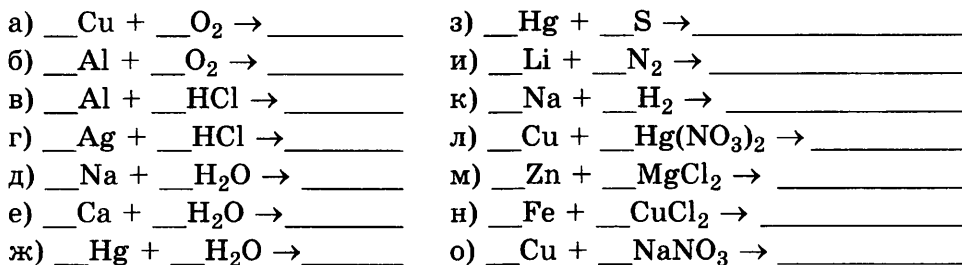 а) __Cu + __O₂ → ________
б) __Al + __O₂ → ________
в) __Al + __HCl → ________
г) __Ag + __HCl → ________
д) __Na + __H₂O → ________
е) __Ca + __H₂O → ________
ж) __Hg + __H₂O → ________
з) __Hg + __S → ________
и) __Li + __N₂ → ________
к) __Na + __H₂ → ________
л) __Cu + __Hg(NO₃)₂ → ________
м) __Zn + __MgCl₂ → ________
н) __Fe + __CuCl₂ → ________
о) __Cu + __NaNO₃ → ________